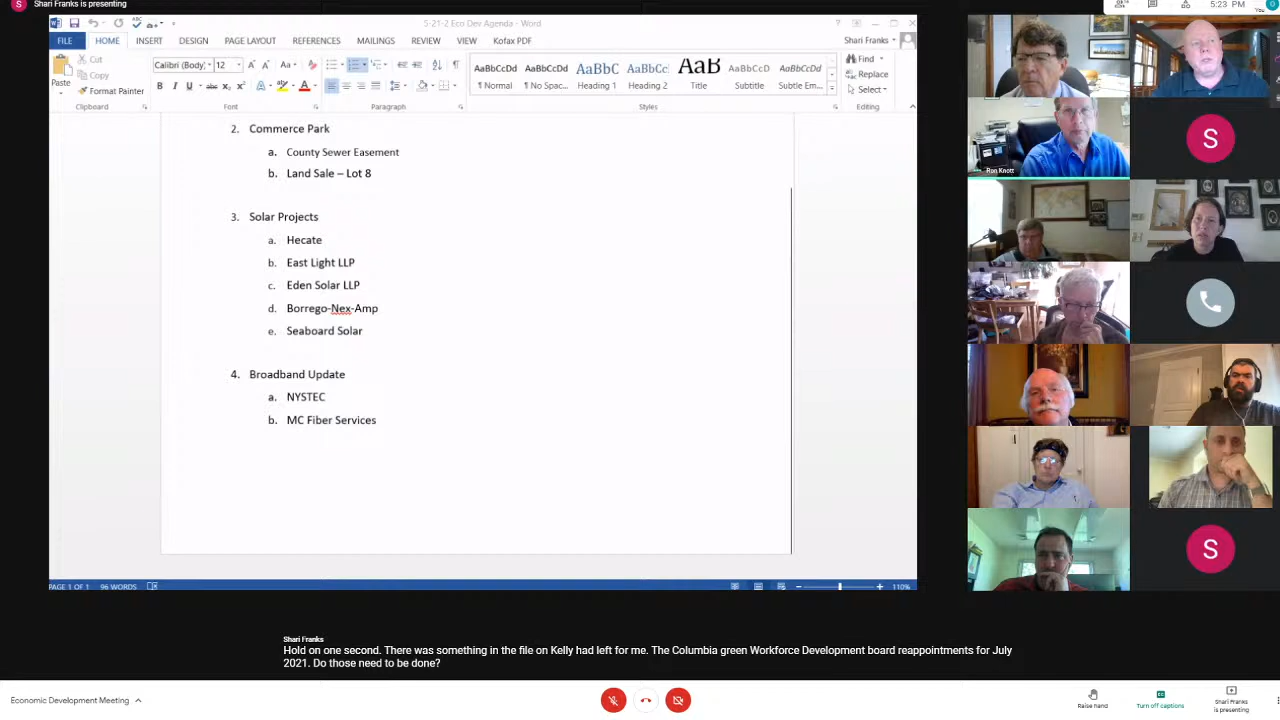 Shari Franks is presenting
5:23 PM
You
5-21-2 Eco Dev Agenda - Word
FILE HOME INSERT DESIGN PAGE LAYOUT REFERENCES MAILINGS REVIEW VIEW Kofax PDF
Shari Franks
Paste
Cut
Copy
Format Painter
Calibri (Body) 12
AaBbCcDd AaBbCcDd AaBbC AaBbCc AaB AaBbCcD AaBbCcDd
¶ Normal ¶ No Spac... Heading 1 Heading 2 Title Subtitle Subtle Em...
Find
Replace
Select
Clipboard Font Paragraph Styles Editing
2. Commerce Park
a. County Sewer Easement
b. Land Sale – Lot 8
3. Solar Projects
a. Hecate
b. East Light LLP
c. Eden Solar LLP
d. Borrego-Nex-Amp
e. Seaboard Solar
4. Broadband Update
a. NYSTEC
b. MC Fiber Services
PAGE 1 OF 1 96 WORDS
110%
Ron Knott
S
S
Shari Franks
Hold on one second. There was something in the file on Kelly had left for me. The Columbia green Workforce Development board reappointments for July
2021. Do those need to be done?
Economic Development Meeting
Raise hand
Turn off captions
Shari Franks
is presenting